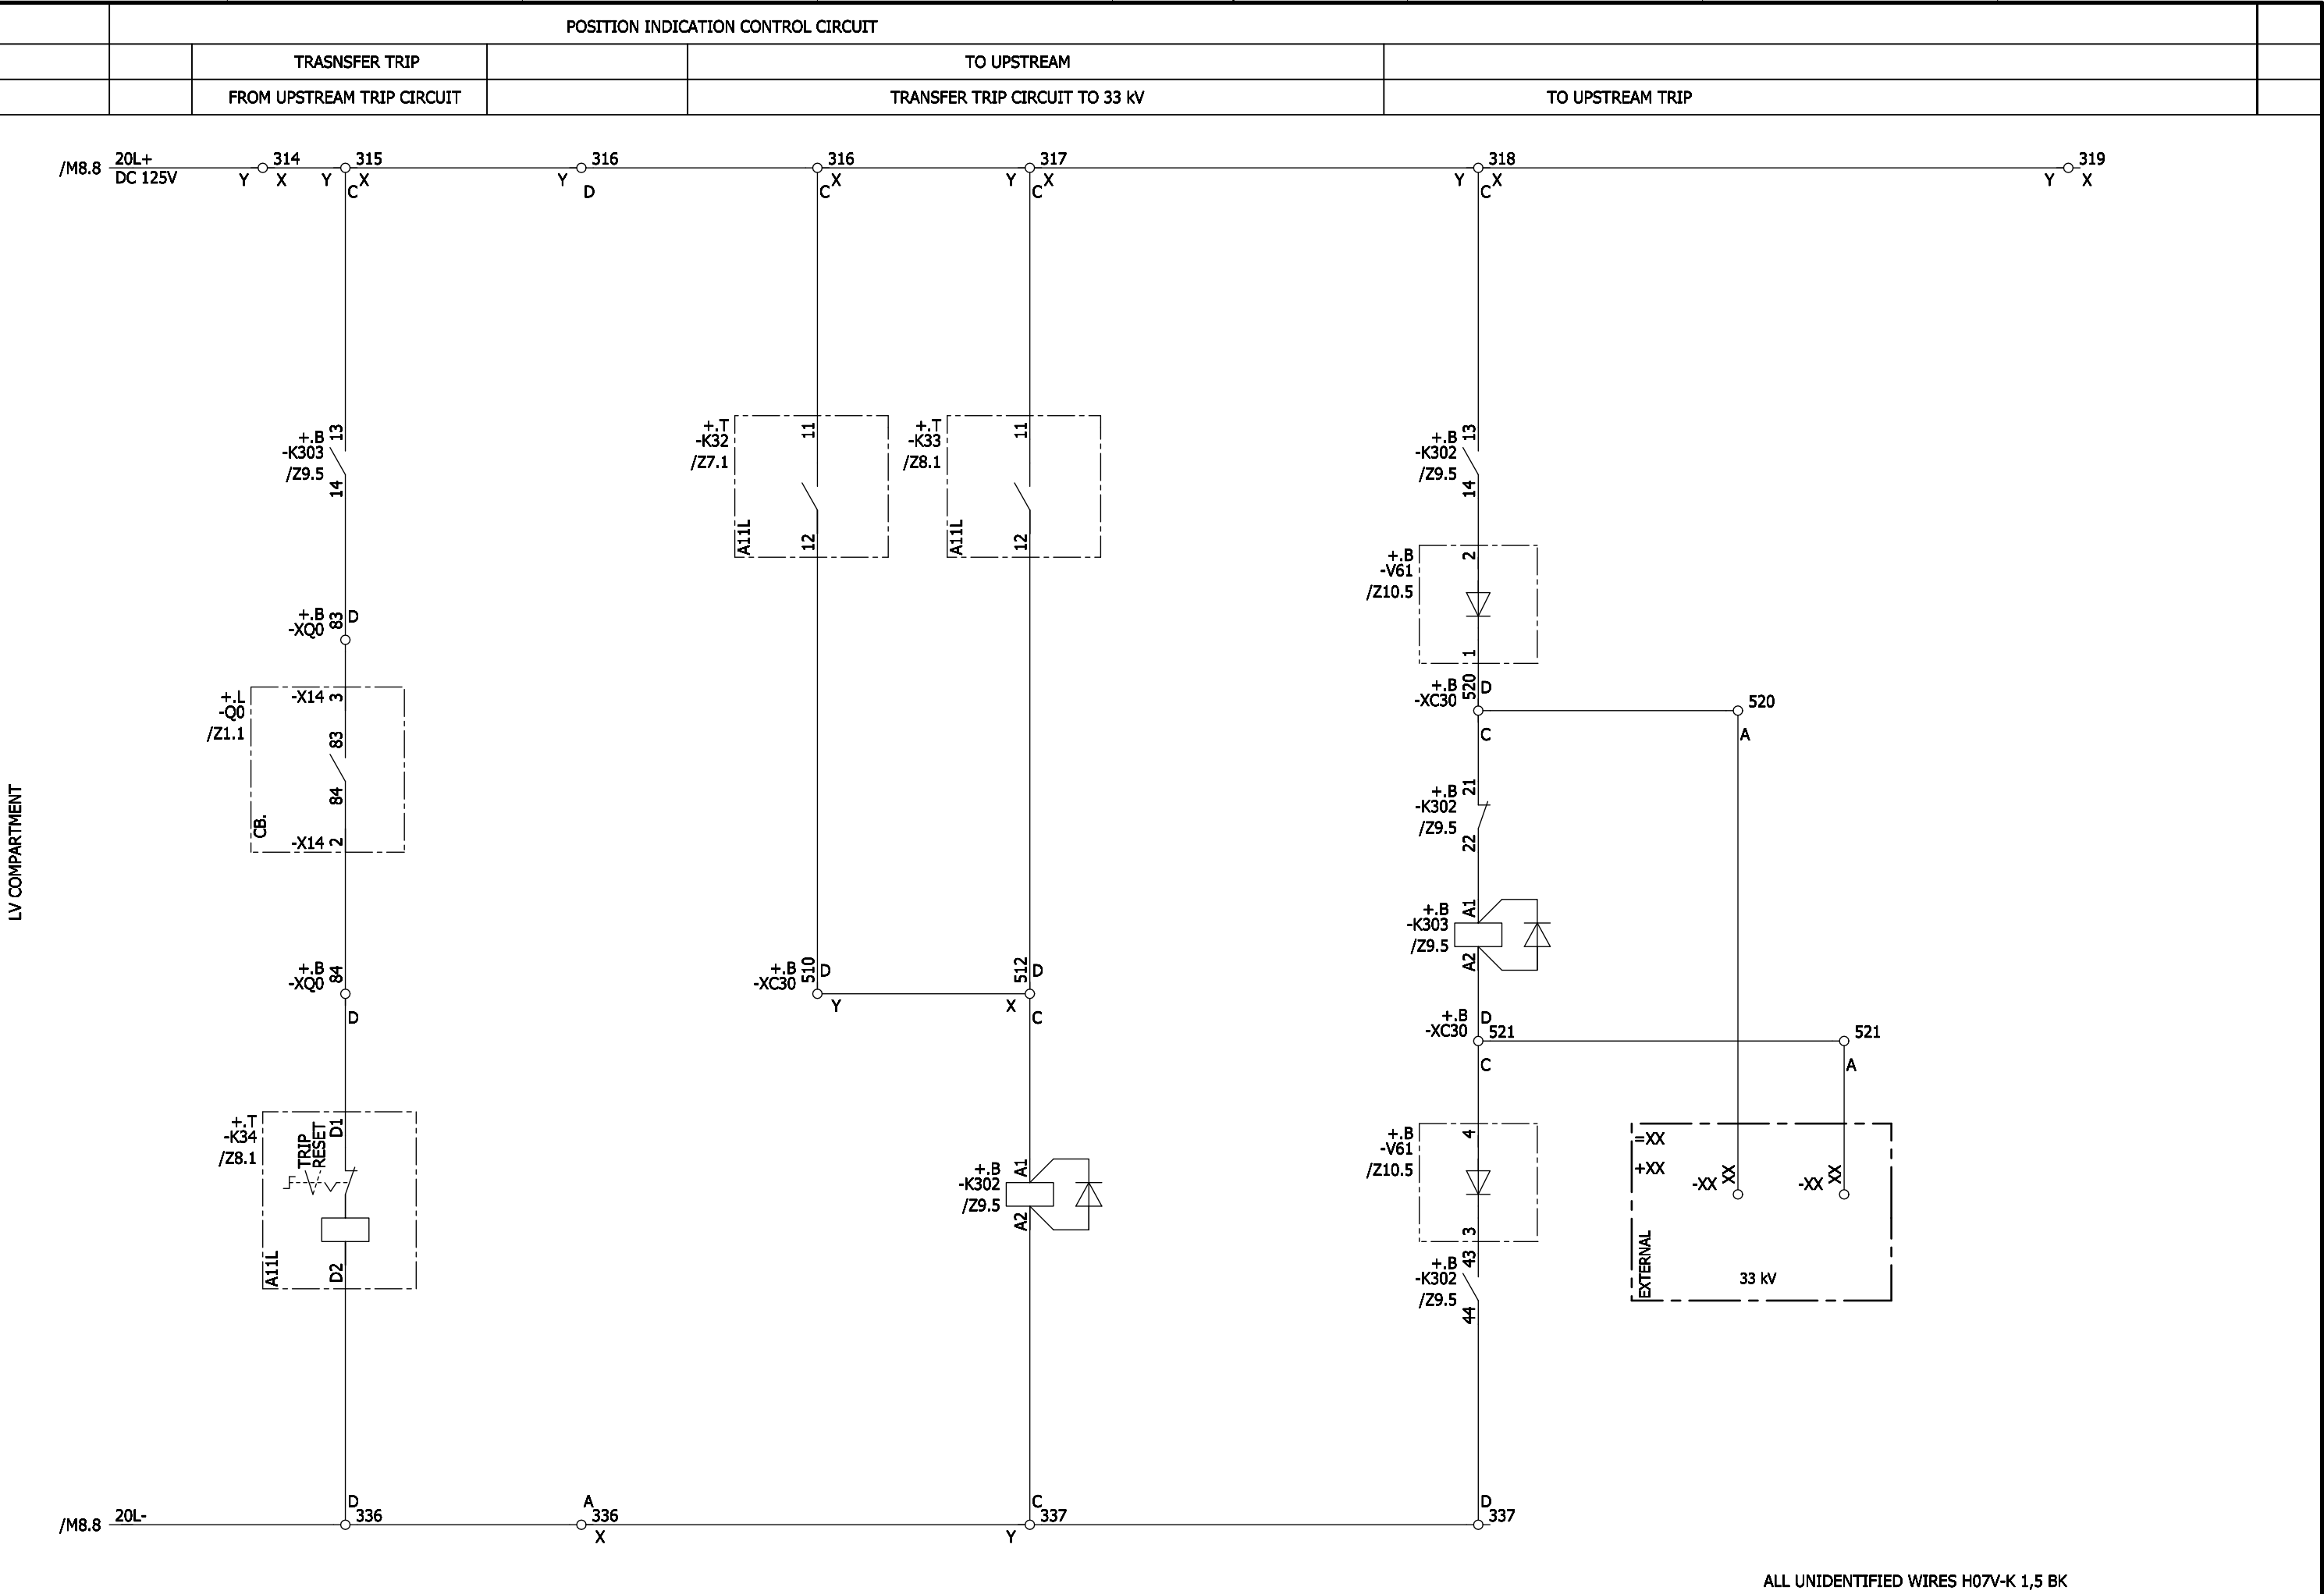 POSITION INDICATION CONTROL CIRCUIT
TRASNSFER TRIP
TO UPSTREAM
FROM UPSTREAM TRIP CIRCUIT
TRANSFER TRIP CIRCUIT TO 33 kV
TO UPSTREAM TRIP
/M8.8
20L+
DC 125V
314
Y X
315
Y X
C
316
Y
D
316
X
C
317
Y X
C
318
Y X
C
319
Y X
LV COMPARTMENT
+.B
-K303
/Z9.5
13
14
+.B
-XQ0
83
D
+.L
-Q0
/Z1.1
-X14 3
83
84
CB.
-X14 2
+.B
-XQ0
84
D
+.T
-K34
/Z8.1
TRIP
RESET
D1
D2
A11L
+.T
-K32
/Z7.1
11
12
A11L
+.T
-K33
/Z8.1
11
12
A11L
+.B
-XC30
510
D
Y
512
D
X
C
+.B
-K302
/Z9.5
A1
A2
+.B
-K302
/Z9.5
13
14
+.B
-V61
/Z10.5
2
1
+.B
-XC30
520
D
C
520
A
+.B
-K302
/Z9.5
21
22
+.B
-K303
/Z9.5
A1
A2
+.B
-XC30
D
521
C
521
A
+.B
-V61
/Z10.5
4
3
+.B
-K302
/Z9.5
43
44
=XX
+XX
-XX
XX
-XX
XX
EXTERNAL
33 kV
/M8.8
20L-
D
336
A
336
X
C
337
Y
D
337
ALL UNIDENTIFIED WIRES H07V-K 1,5 BK